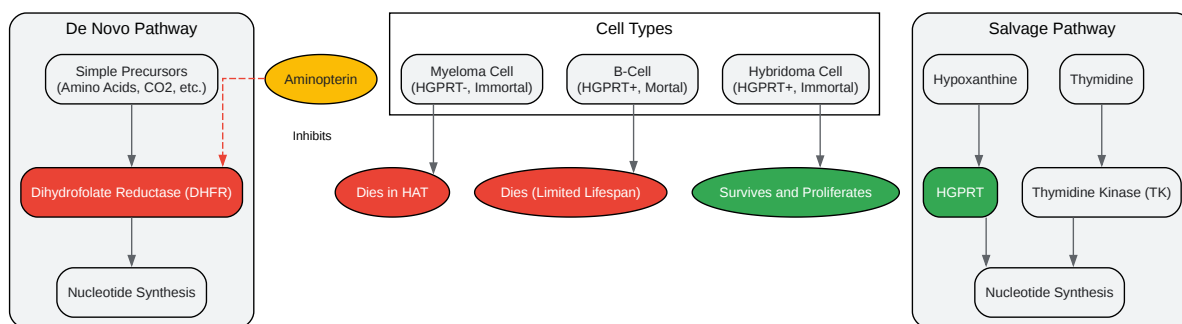 De Novo Pathway
Simple Precursors
(Amino Acids, CO2, etc.)
Aminopterin
Inhibits
Dihydrofolate Reductase (DHFR)
Nucleotide Synthesis
Cell Types
Myeloma Cell
(HGPRT-, Immortal)
B-Cell
(HGPRT+, Mortal)
Hybridoma Cell
(HGPRT+, Immortal)
Dies in HAT
Dies (Limited Lifespan)
Survives and Proliferates
Salvage Pathway
Hypoxanthine
Thymidine
HGPRT
Thymidine Kinase (TK)
Nucleotide Synthesis